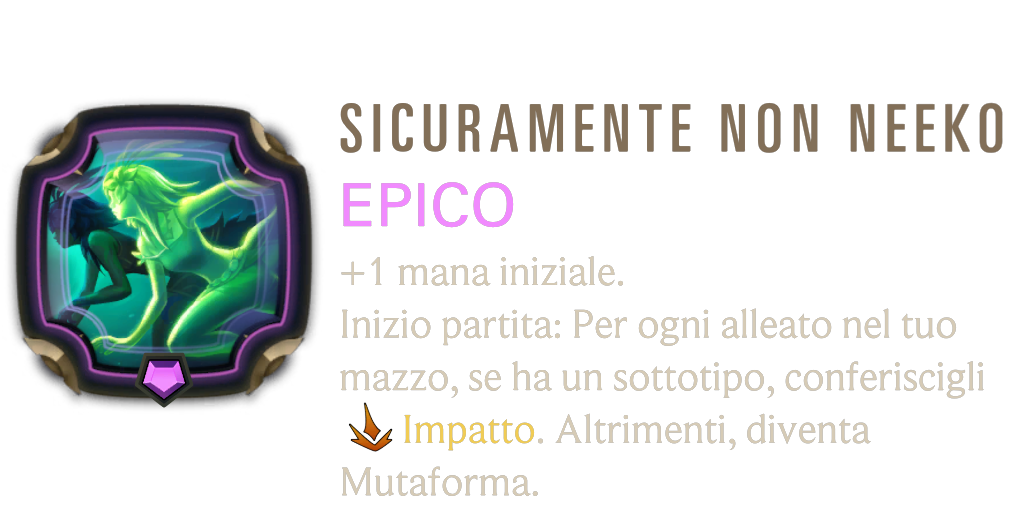 SICURAMENTE NON NEEKO
EPICO
+1 mana iniziale.
Inizio partita: Per ogni alleato nel tuo
mazzo, se ha un sottotipo, conferiscigli
Impatto. Altrimenti, diventa
Mutaforma.